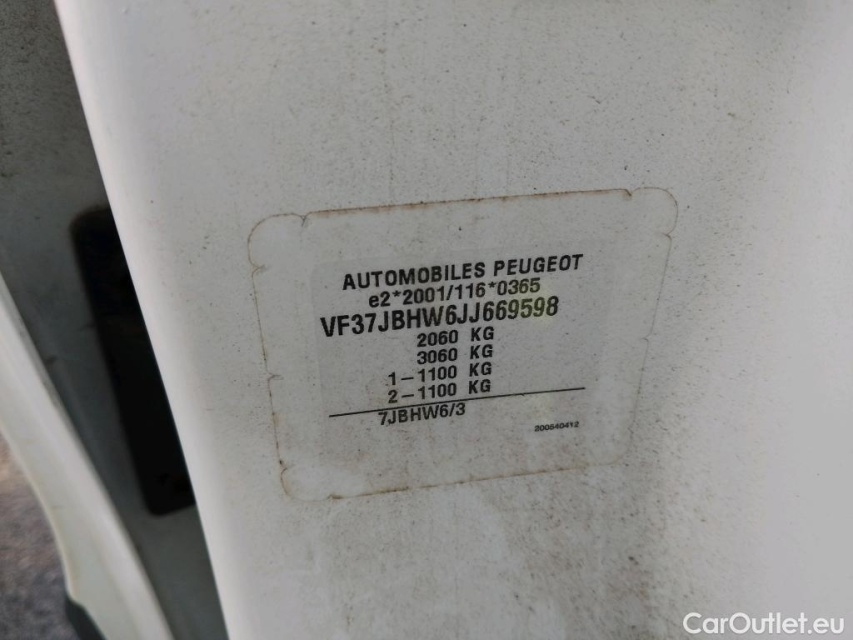 AUTOMOBILES PEUGEOT
e2*2001/116*0365
VF37JBHW6JJ669598
2060 KG
3060 KG
1-1100 KG
2-1100 KG
7JBHW6/3
200540412
CarOutlet.eu